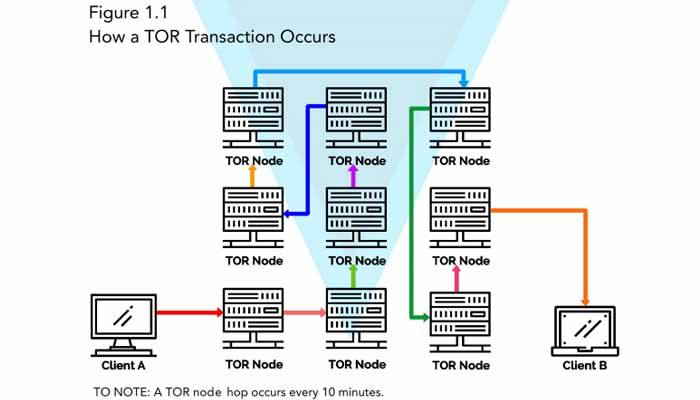 Figure 1.1
How a TOR Transaction Occurs
TOR Node
TOR Node
TOR Node
TOR Node
TOR Node
TOR Node
Client A
TOR Node
TOR Node
TOR Node
Client B
TO NOTE: A TOR node hop occurs every 10 minutes.